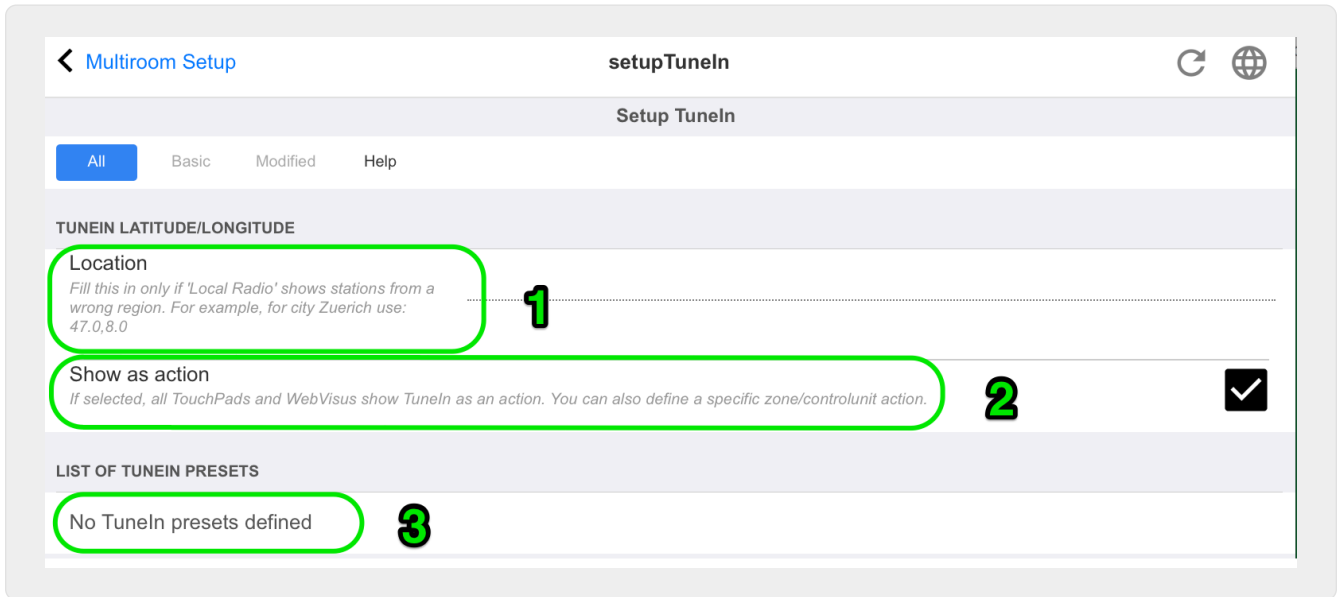 Multiroom Setup
setupTuneIn
Setup TuneIn
All
Basic
Modified
Help
TUNEIN LATITUDE/LONGITUDE
Location
Fill this in only if 'Local Radio' shows stations from a
wrong region. For example, for city Zuerich use:
47.0,8.0
1
Show as action
If selected, all TouchPads and WebVisus show TuneIn as an action. You can also define a specific zone/controlunit action.
2
LIST OF TUNEIN PRESETS
No TuneIn presets defined
3